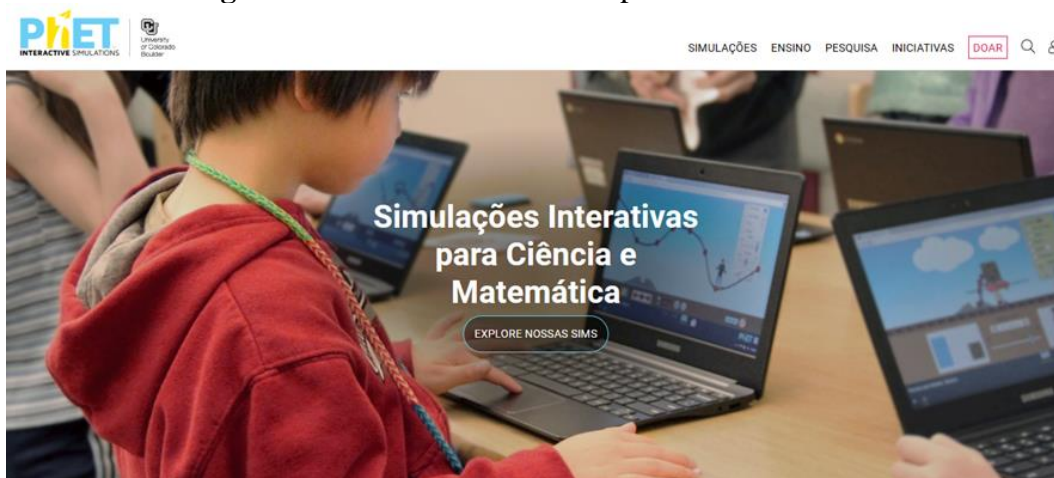 PhET
INTERACTIVE SIMULATIONS
University
of Colorado
Boulder
SIMULAÇÕES ENSINO PESQUISA INICIATIVAS DOAR
Simulações Interativas
para Ciência e
Matemática
EXPLORE NOSSAS SIMS